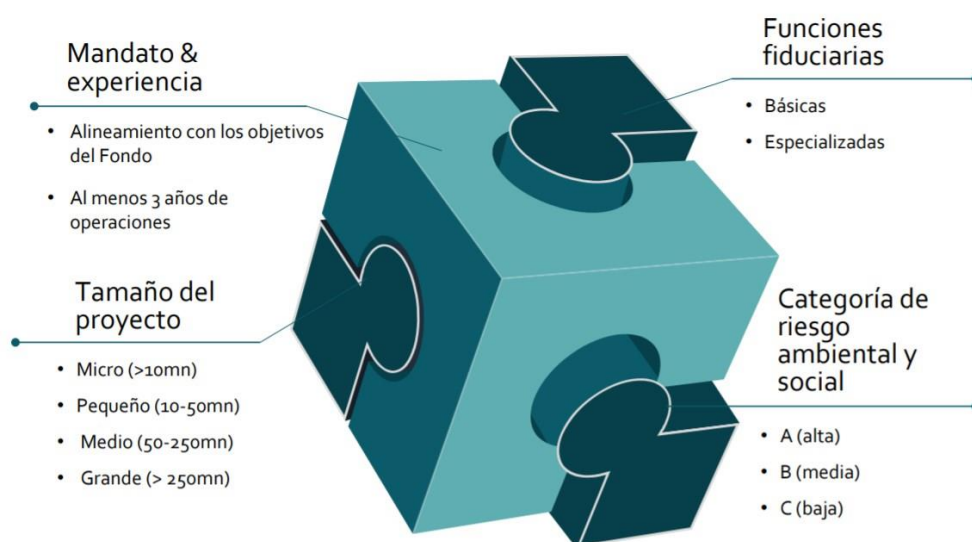 Mandato &
experiencia
• Alineamiento con los objetivos
del Fondo
• Al menos 3 años de
operaciones
Funciones
fiduciarias
• Básicas
• Especializadas
Tamaño del
proyecto
• Micro (>10mn)
• Pequeño (10-50mn)
• Medio (50-250mn)
• Grande (> 250mn)
Categoría de
riesgo
ambiental y
social
• A (alta)
• B (media)
• C (baja)